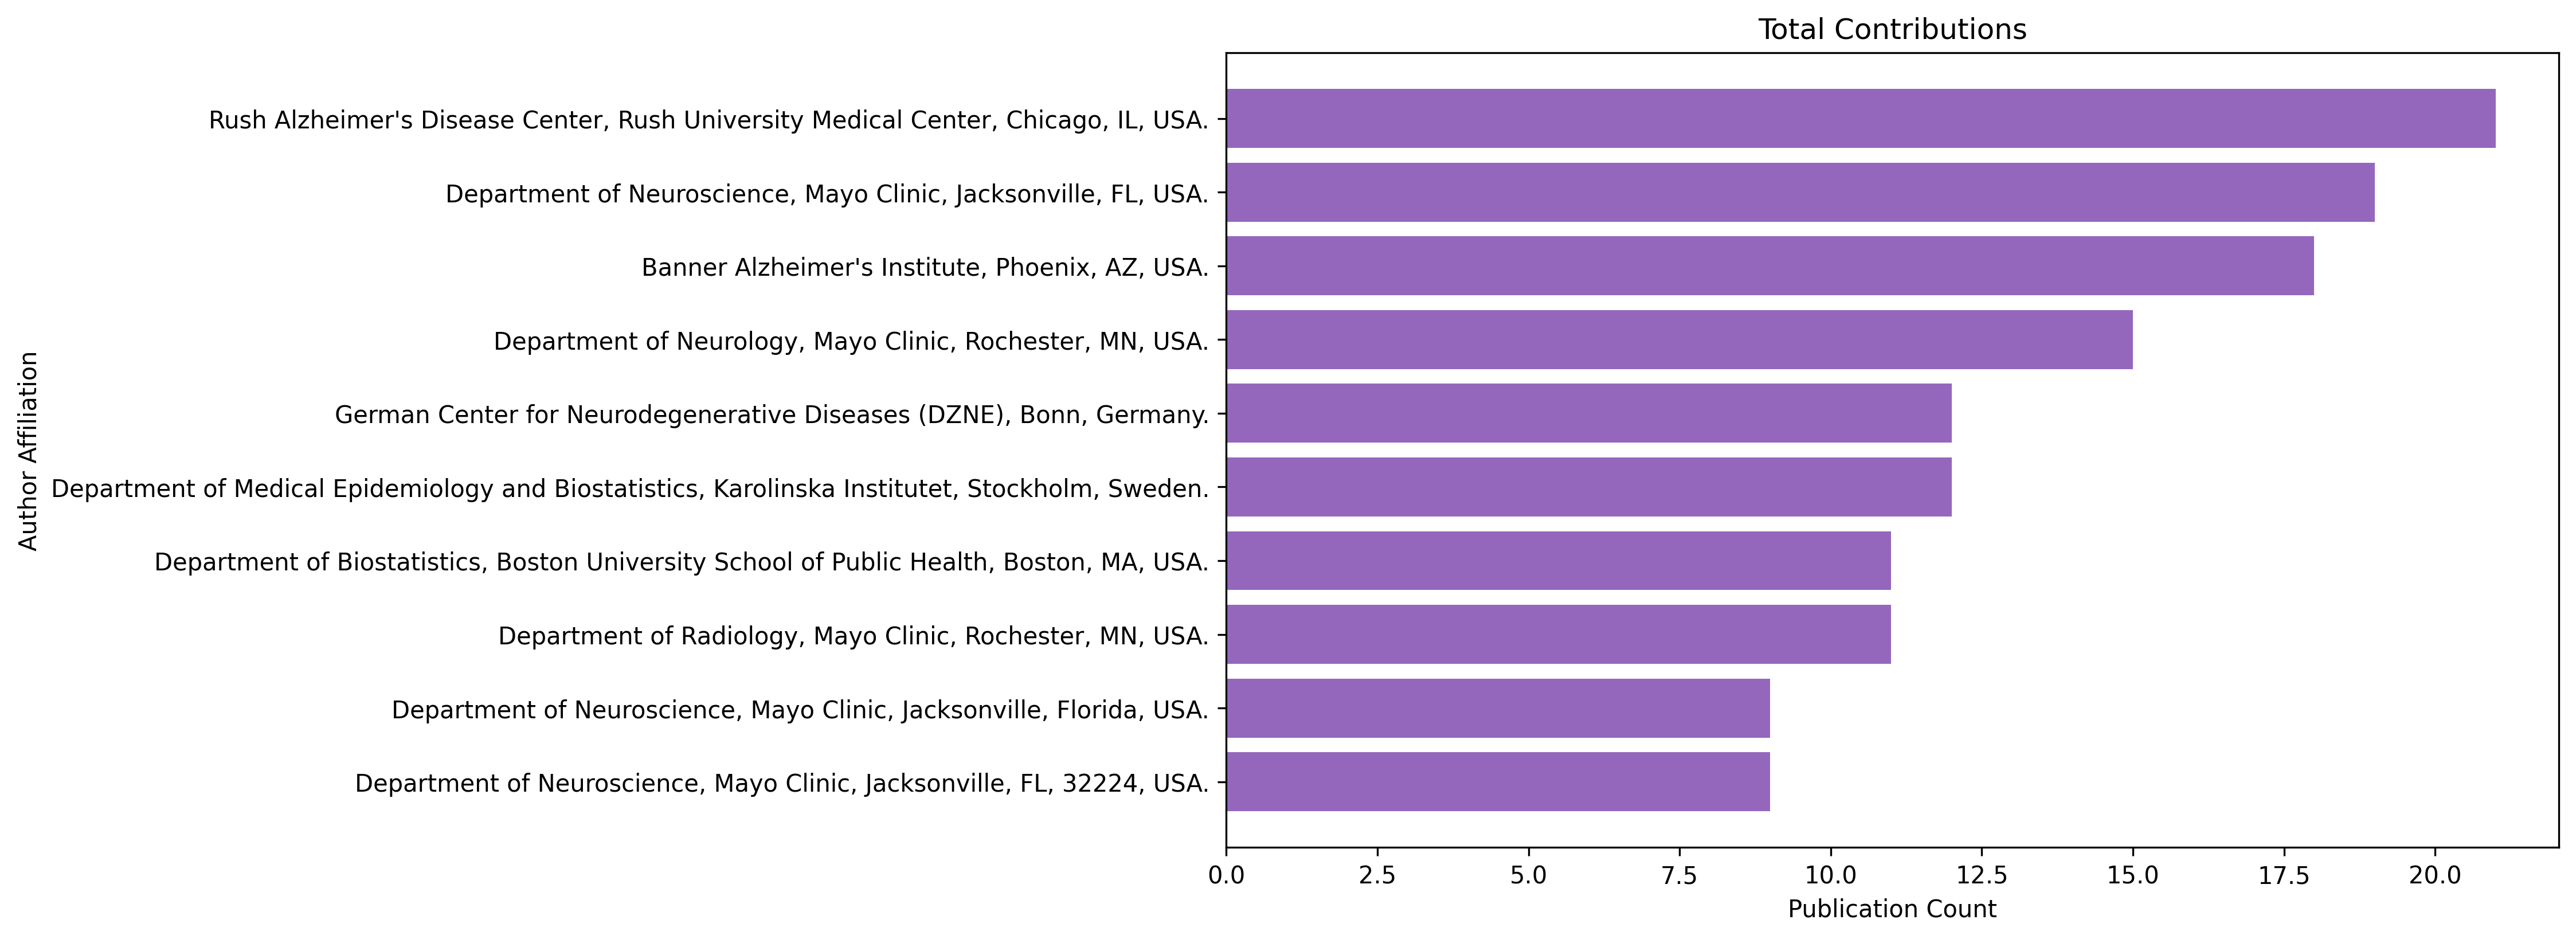 Total Contributions
Author Affiliation
Rush Alzheimer's Disease Center, Rush University Medical Center, Chicago, IL, USA.
Department of Neuroscience, Mayo Clinic, Jacksonville, FL, USA.
Banner Alzheimer's Institute, Phoenix, AZ, USA.
Department of Neurology, Mayo Clinic, Rochester, MN, USA.
German Center for Neurodegenerative Diseases (DZNE), Bonn, Germany.
Department of Medical Epidemiology and Biostatistics, Karolinska Institutet, Stockholm, Sweden.
Department of Biostatistics, Boston University School of Public Health, Boston, MA, USA.
Department of Radiology, Mayo Clinic, Rochester, MN, USA.
Department of Neuroscience, Mayo Clinic, Jacksonville, Florida, USA.
Department of Neuroscience, Mayo Clinic, Jacksonville, FL, 32224, USA.
0.0 2.5 5.0 7.5 10.0 12.5 15.0 17.5 20.0
Publication Count